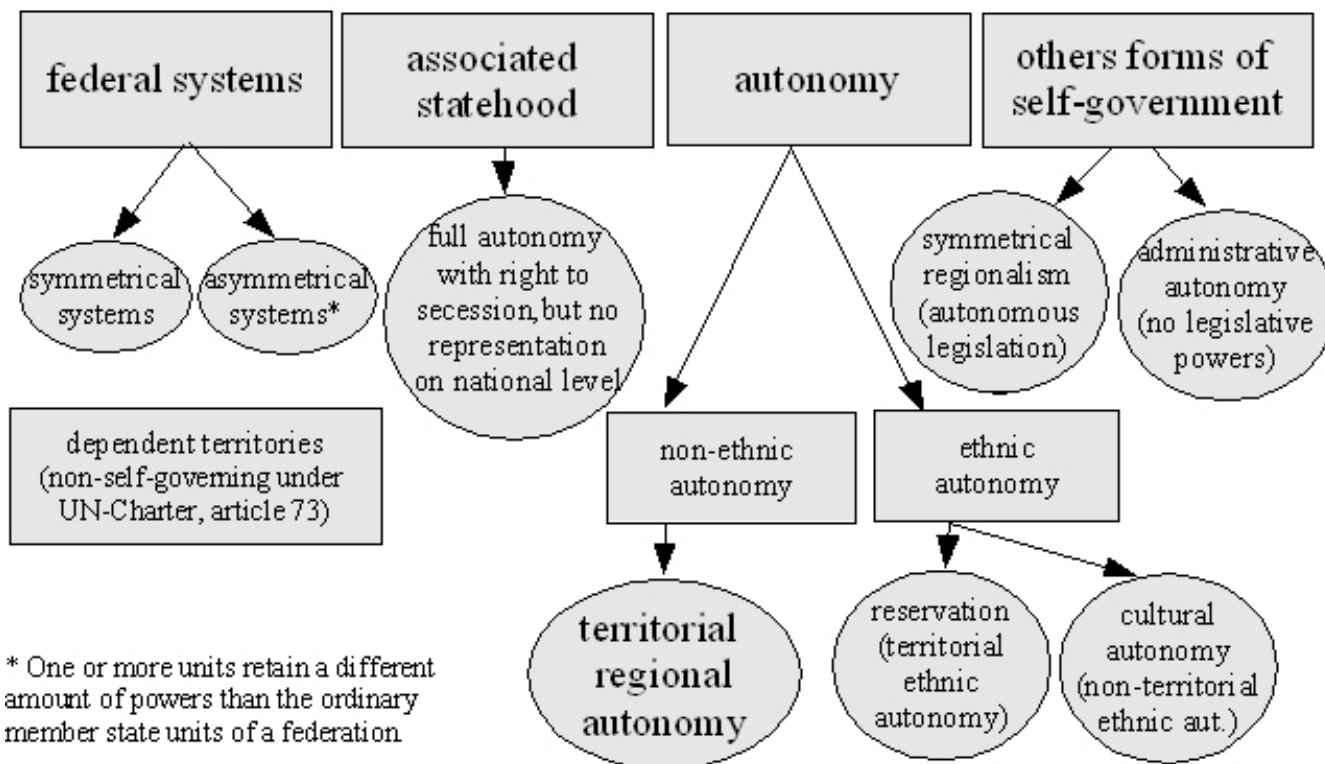 federal systems
associated
statehood
autonomy
others forms of
self-government
symmetrical
systems
asymmetrical
systems*
full autonomy
with right to
secession, but no
representation
on national level
symmetrical
regionalism
(autonomous
legislation)
administrative
autonomy
(no legislative
powers)
dependent territories
(non-self-governing under
UN-Charter, article 73)
non-ethnic
autonomy
ethnic
autonomy
territorial
regional
autonomy
reservation
(territorial
ethnic
autonomy)
cultural
autonomy
(non-territorial
ethnic aut.)
* One or more units retain a different
amount of powers than the ordinary
member state units of a federation